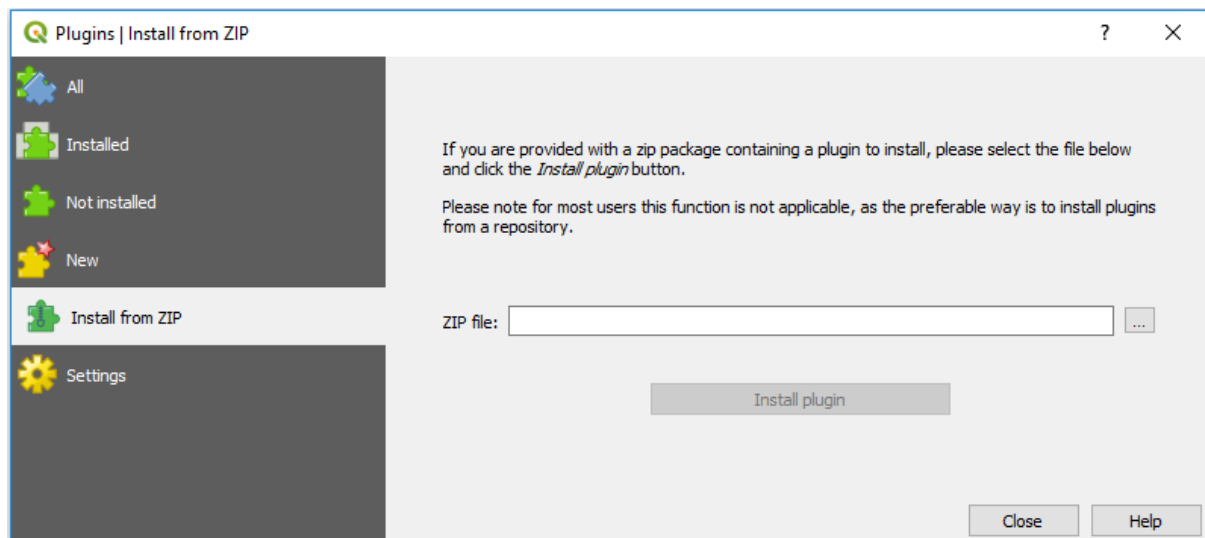 Plugins | Install from ZIP
?
All
Installed
Not installed
New
Install from ZIP
Settings
If you are provided with a zip package containing a plugin to install, please select the file below
and click the Install plugin button.
Please note for most users this function is not applicable, as the preferable way is to install plugins
from a repository.
ZIP file:
...
Install plugin
Close
Help